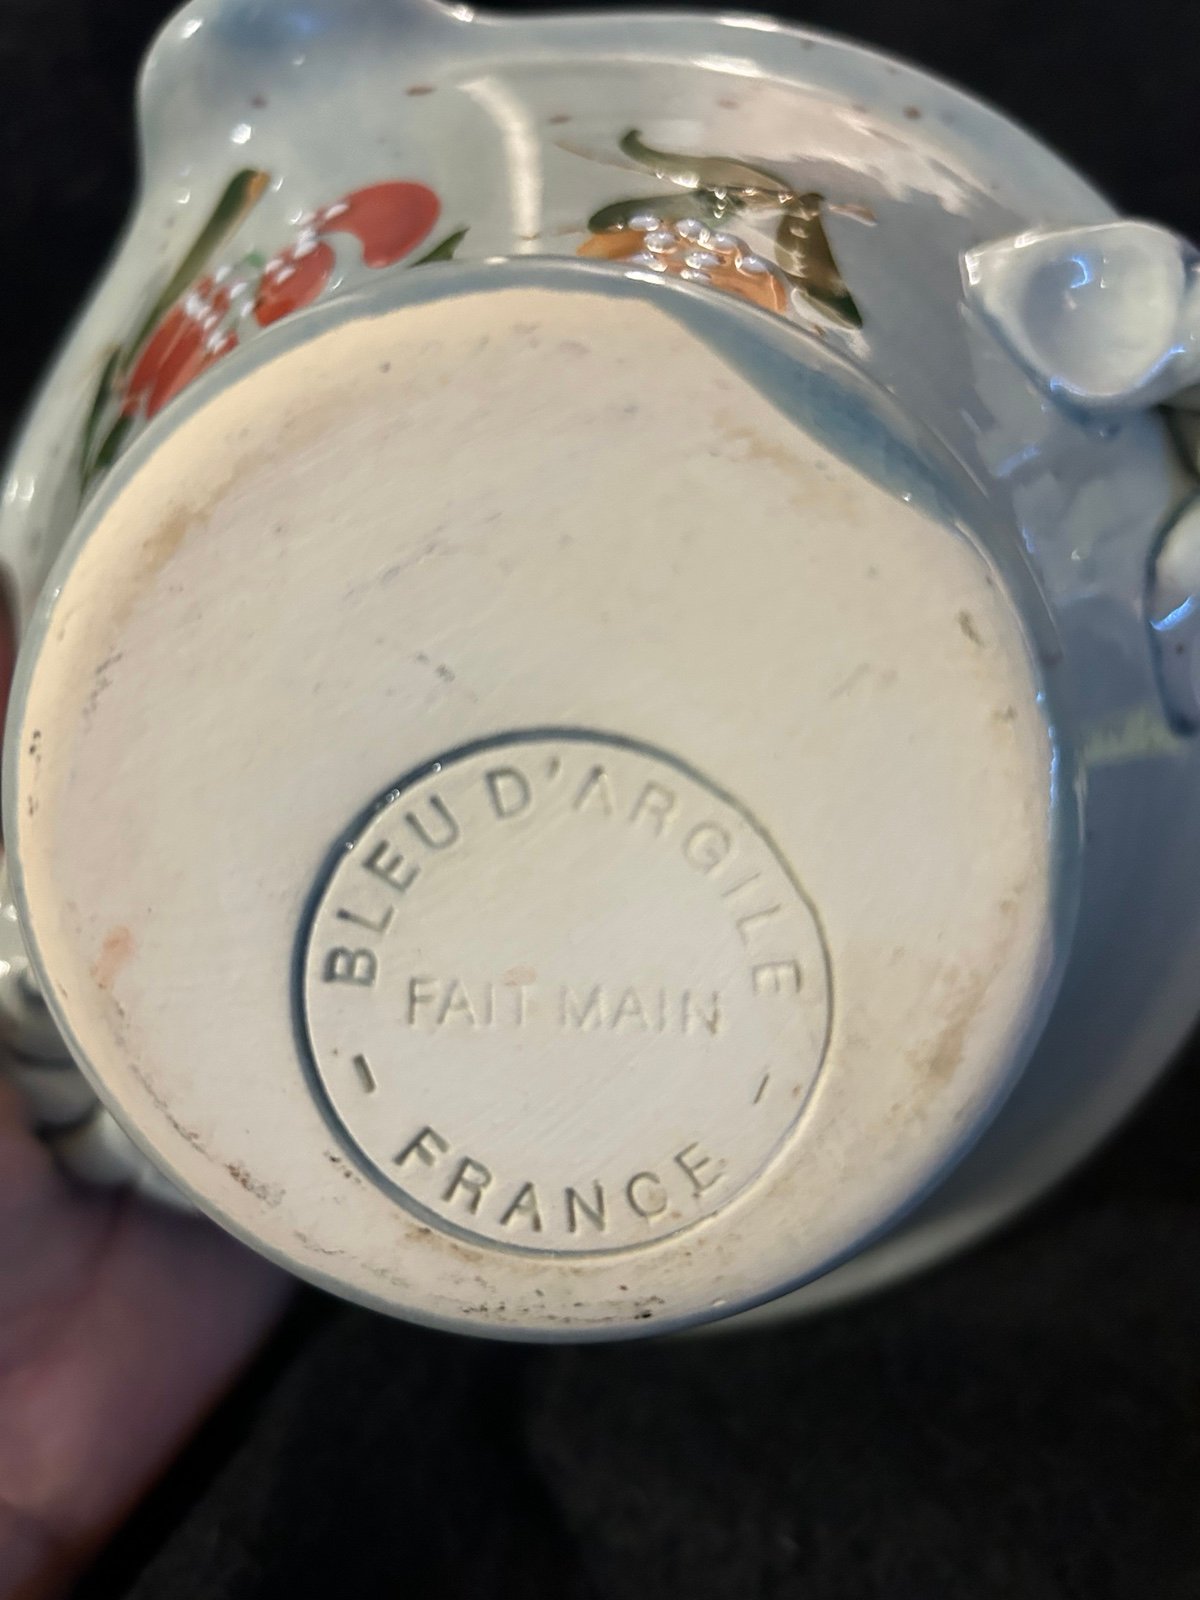 BLEU D'ARGILE
FAIT MAIN
- FRANCE -